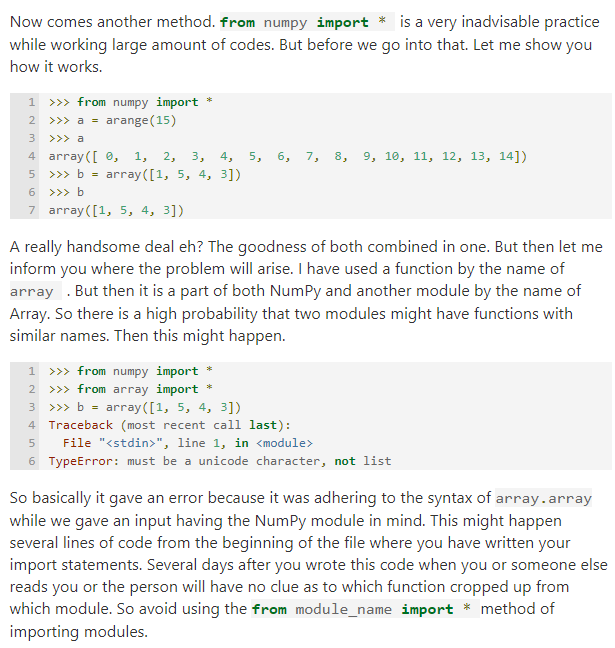 Now comes another method. from numpy import * is a very inadvisable practice
while working large amount of codes. But before we go into that. Let me show you
how it works.
1 >>> from numpy import *
2 >>> a = arange(15)
3 >>> a
4 array([ 0, 1, 2, 3, 4, 5, 6, 7, 8, 9, 10, 11, 12, 13, 14])
5 >>> b = array([1, 5, 4, 3])
6 >>> b
7 array([1, 5, 4, 3])
A really handsome deal eh? The goodness of both combined in one. But then let me
inform you where the problem will arise. I have used a function by the name of
array . But then it is a part of both NumPy and another module by the name of
Array. So there is a high probability that two modules might have functions with
similar names. Then this might happen.
1 >>> from numpy import *
2 >>> from array import *
3 >>> b = array([1, 5, 4, 3])
4 Traceback (most recent call last):
5   File "<stdin>", line 1, in <module>
6 TypeError: must be a unicode character, not list
So basically it gave an error because it was adhering to the syntax of array.array
while we gave an input having the NumPy module in mind. This might happen
several lines of code from the beginning of the file where you have written your
import statements. Several days after you wrote this code when you or someone else
reads you or the person will have no clue as to which function cropped up from
which module. So avoid using the from module_name import * method of
importing modules.